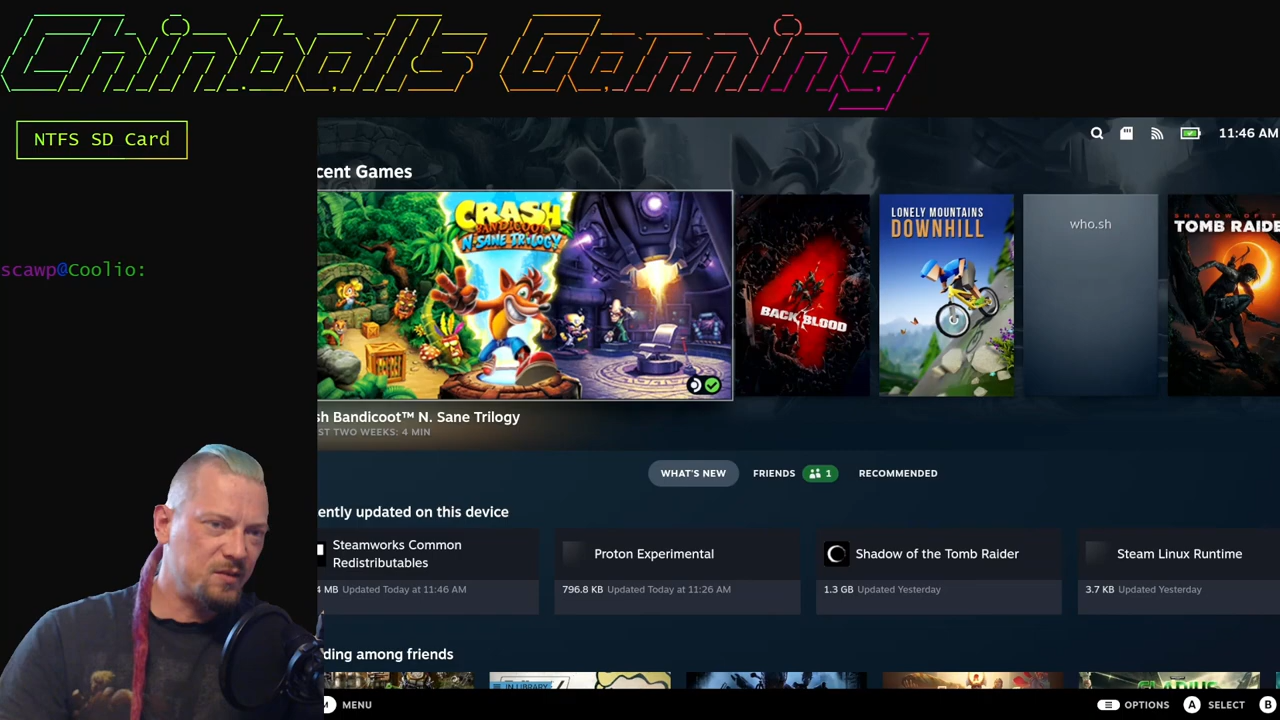 Chinballs Gaming
NTFS SD Card
scawp@Coolio:
11:46 AM
cent Games
CRASH
BANDICOOT
N. SANE TRILOGY
BACK 4 BLOOD
LONELY MOUNTAINS
DOWNHILL
who.sh
SHADOW OF T
TOMB RAIDE
sh Bandicoot™ N. Sane Trilogy
ST TWO WEEKS: 4 MIN
WHAT'S NEW
FRIENDS
1
RECOMMENDED
ently updated on this device
Steamworks Common
Redistributables
4 MB Updated Today at 11:46 AM
Proton Experimental
796.8 KB Updated Today at 11:26 AM
Shadow of the Tomb Raider
1.3 GB Updated Yesterday
Steam Linux Runtime
3.7 KB Updated Yesterday
ding among friends
IN LIBRARY
MENU
OPTIONS
A SELECT
B